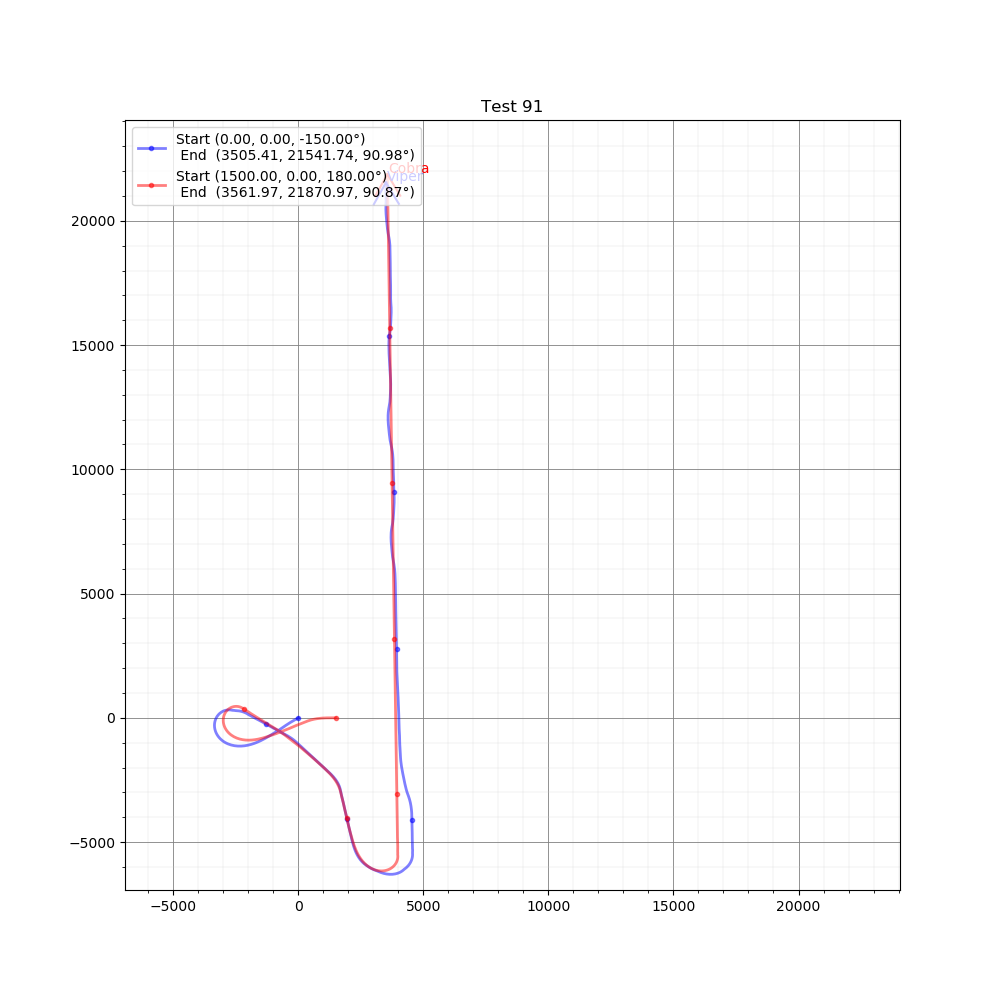 Test 91
Start (0.00, 0.00, -150.00°)
End  (3505.41, 21541.74, 90.98°)
Start (1500.00, 0.00, 180.00°)
End  (3561.97, 21870.97, 90.87°)
Cobra
Viper
20000
15000
10000
5000
0
−5000
−5000
0
5000
10000
15000
20000